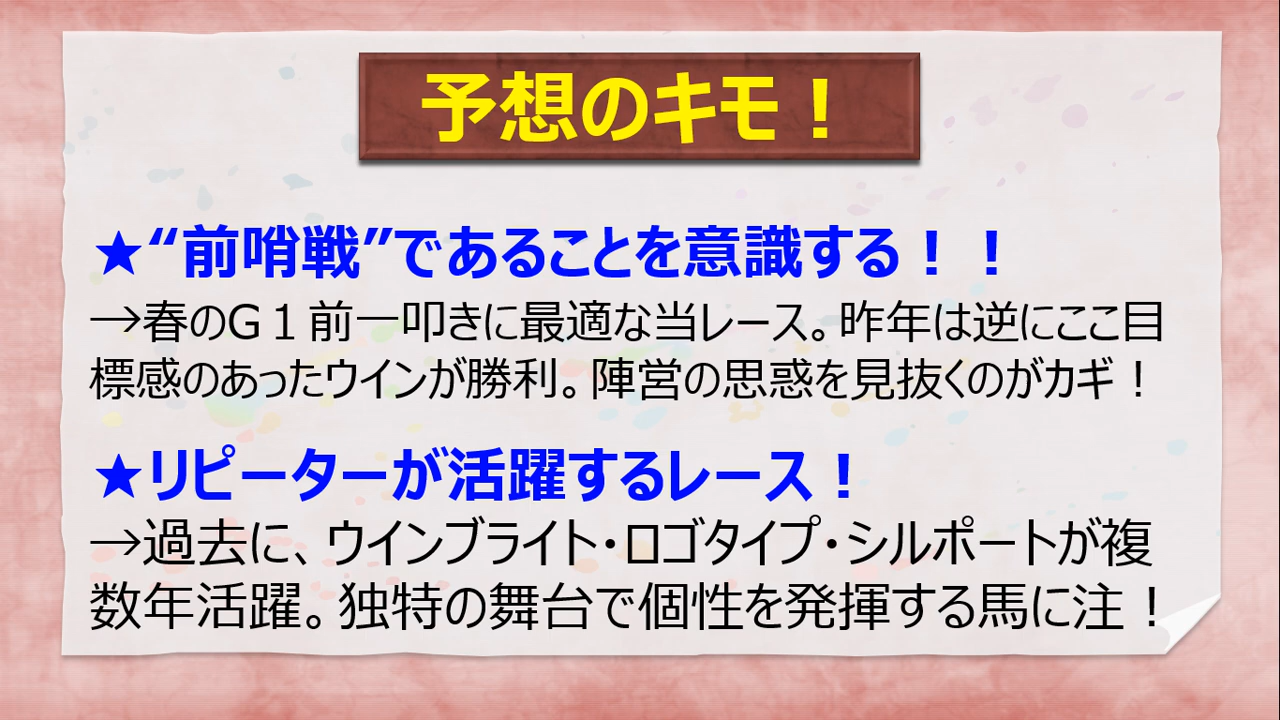 予想のキモ！
★“前哨戦”であることを意識する！！
→春のG１前一叩きに最適な当レース。昨年は逆にここ目
標感のあったウインが勝利。陣営の思惑を見抜くのがカギ！
★リピーターが活躍するレース！
→過去に、ウインブライト・ロゴタイプ・シルポートが複
数年活躍。独特の舞台で個性を発揮する馬に注！